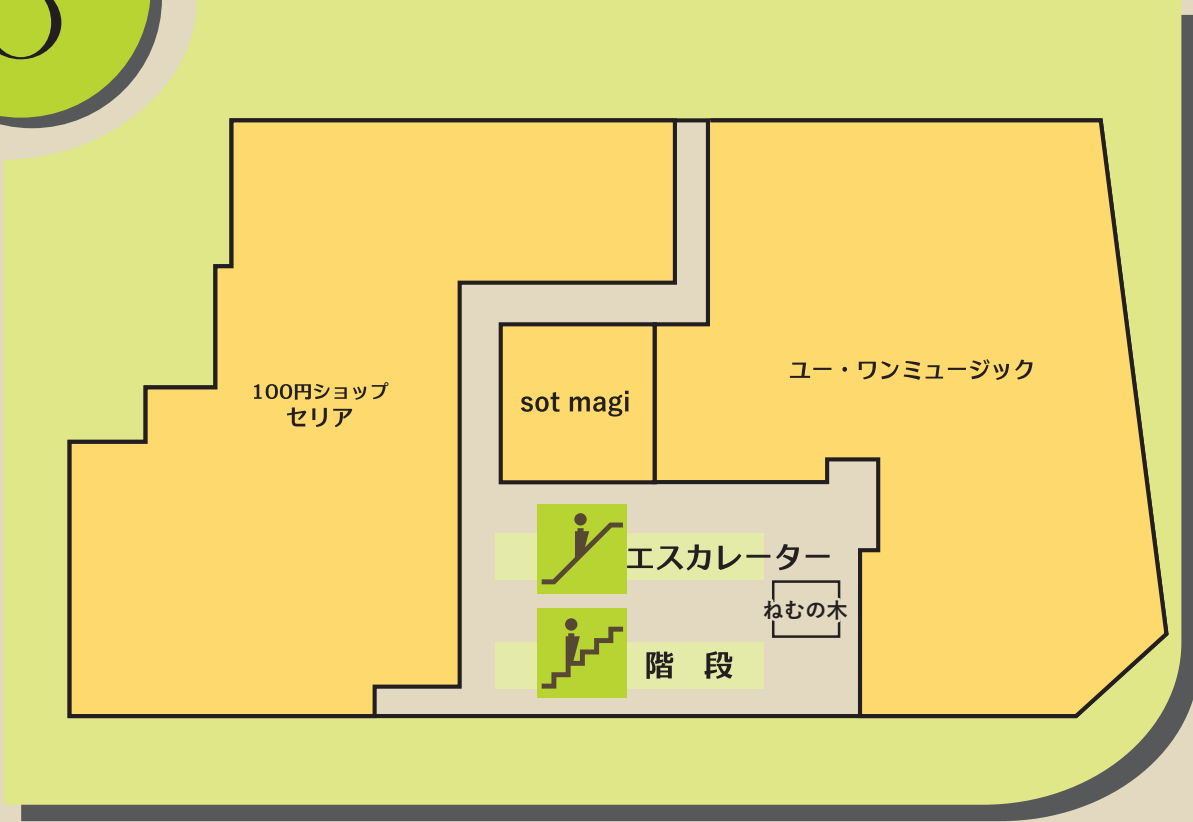 100円ショップ
セリア
sot magi
ユー・ワンミュージック
エスカレーター
ねむの木
階　段